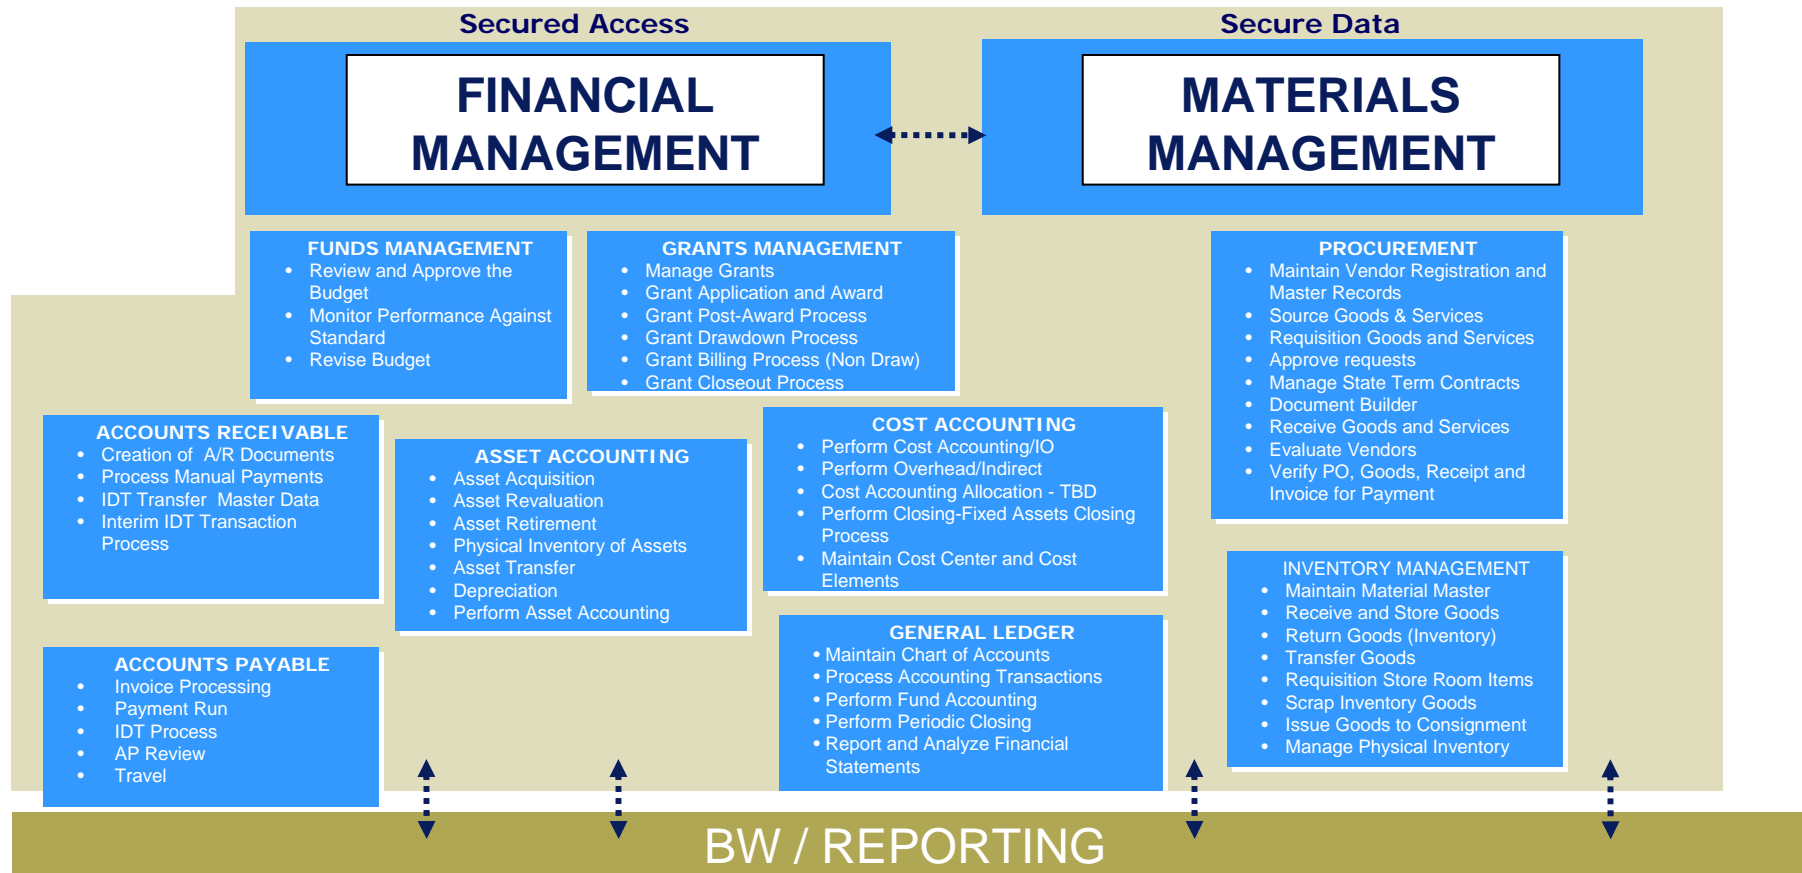 Secured Access
Secure Data
FINANCIAL
MANAGEMENT
MATERIALS
MANAGEMENT
FUNDS MANAGEMENT
• Review and Approve the
Budget
• Monitor Performance Against
Standard
• Revise Budget
GRANTS MANAGEMENT
• Manage Grants
• Grant Application and Award
• Grant Post-Award Process
• Grant Drawdown Process
• Grant Billing Process (Non Draw)
• Grant Closeout Process
PROCUREMENT
• Maintain Vendor Registration and
Master Records
• Source Goods & Services
• Requisition Goods and Services
• Approve requests
• Manage State Term Contracts
• Document Builder
• Receive Goods and Services
• Evaluate Vendors
• Verify PO, Goods, Receipt and
Invoice for Payment
ACCOUNTS RECEIVABLE
• Creation of A/R Documents
• Process Manual Payments
• IDT Transfer Master Data
• Interim IDT Transaction
Process
ASSET ACCOUNTING
• Asset Acquisition
• Asset Revaluation
• Asset Retirement
• Physical Inventory of Assets
• Asset Transfer
• Depreciation
• Perform Asset Accounting
COST ACCOUNTING
• Perform Cost Accounting/IO
• Perform Overhead/Indirect
• Cost Accounting Allocation - TBD
• Perform Closing-Fixed Assets Closing
Process
• Maintain Cost Center and Cost
Elements
INVENTORY MANAGEMENT
• Maintain Material Master
• Receive and Store Goods
• Return Goods (Inventory)
• Transfer Goods
• Requisition Store Room Items
• Scrap Inventory Goods
• Issue Goods to Consignment
• Manage Physical Inventory
ACCOUNTS PAYABLE
• Invoice Processing
• Payment Run
• IDT Process
• AP Review
• Travel
GENERAL LEDGER
• Maintain Chart of Accounts
• Process Accounting Transactions
• Perform Fund Accounting
• Perform Periodic Closing
• Report and Analyze Financial
Statements
BW / REPORTING